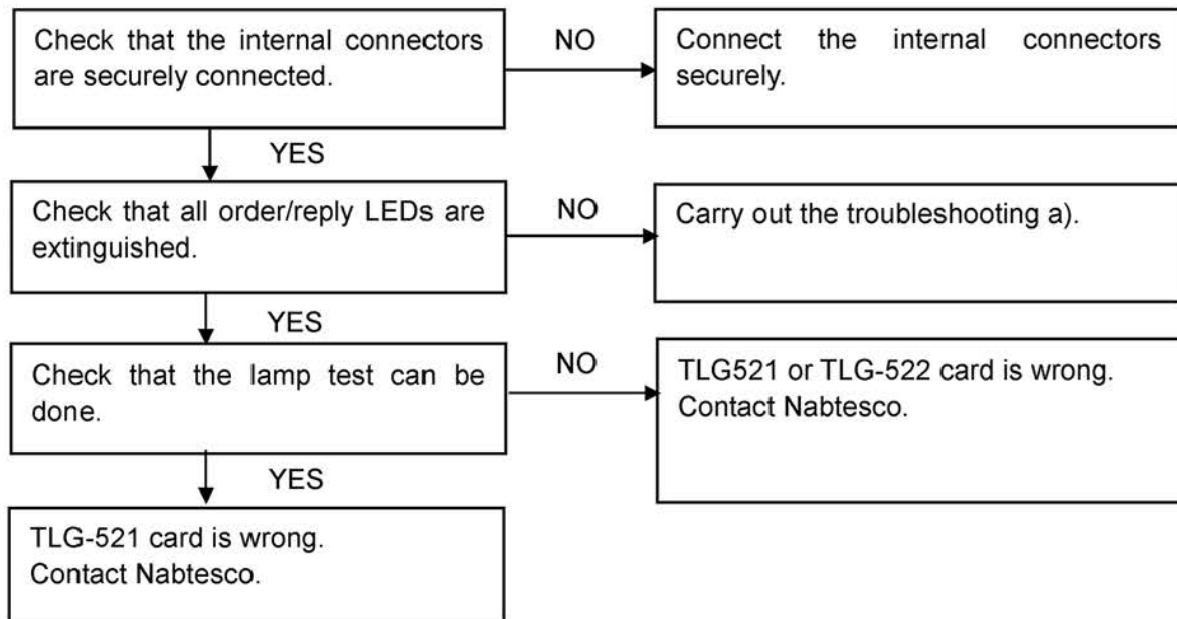 Check that the internal connectors
are securely connected.
NO
Connect the internal connectors
securely.
YES
Check that all order/reply LEDs are
extinguished.
NO
Carry out the troubleshooting a).
YES
Check that the lamp test can be
done.
NO
TLG521 or TLG-522 card is wrong.
Contact Nabtesco.
YES
TLG-521 card is wrong.
Contact Nabtesco.